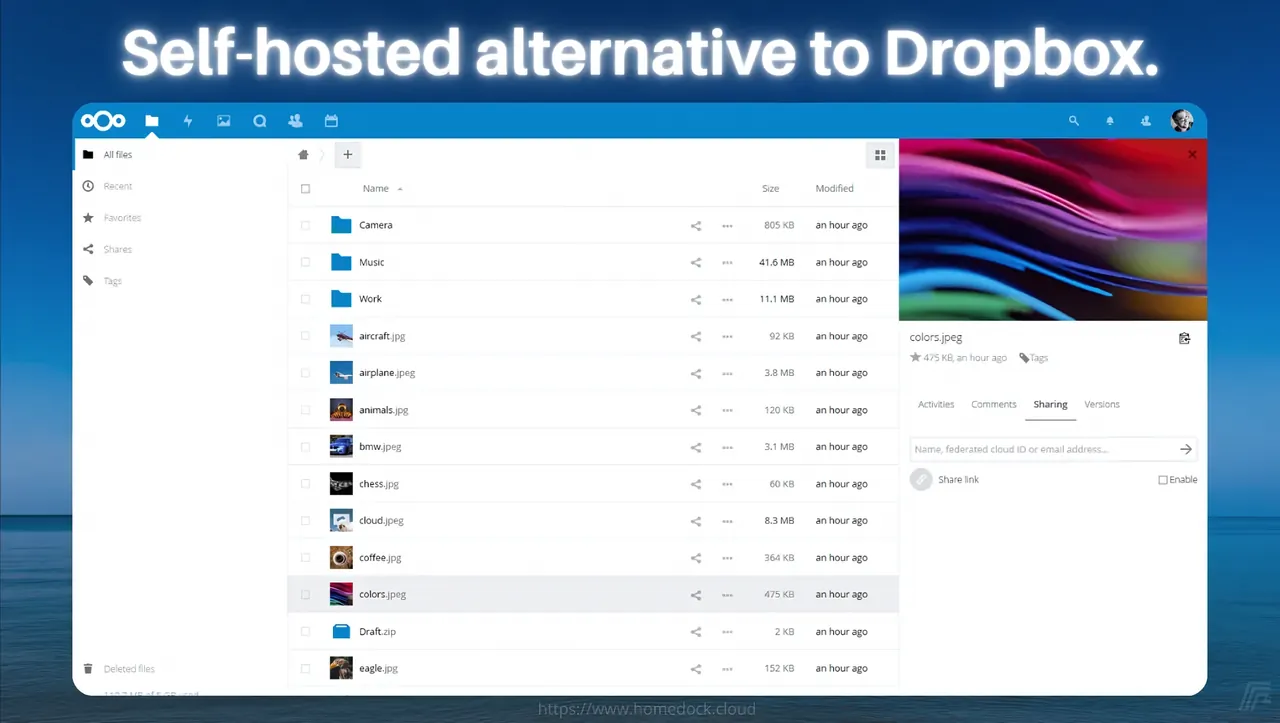 Self-hosted alternative to Dropbox.
All files
Recent
Favorites
Shares
Tags
Deleted files
Name Size Modified
Camera 805 KB an hour ago
Music 41.6 MB an hour ago
Work 11.1 MB an hour ago
aircraft.jpg 92 KB an hour ago
airplane.jpeg 3.8 MB an hour ago
animals.jpg 120 KB an hour ago
bmw.jpeg 3.1 MB an hour ago
chess.jpg 60 KB an hour ago
cloud.jpeg 8.3 MB an hour ago
coffee.jpg 364 KB an hour ago
colors.jpeg 475 KB an hour ago
Draft.zip 2 KB an hour ago
eagle.jpg 152 KB an hour ago
colors.jpeg
475 KB, an hour ago Tags
Activities Comments Sharing Versions
Name, federated cloud ID or email address...
Share link Enable
https://www.homedock.cloud